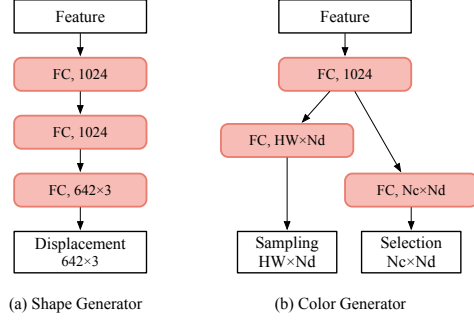 Feature
FC, 1024
FC, 1024
FC, 642×3
Displacement
642×3
(a) Shape Generator
Feature
FC, 1024
FC, HW×Nd
FC, Nc×Nd
Sampling
HW×Nd
Selection
Nc×Nd
(b) Color Generator